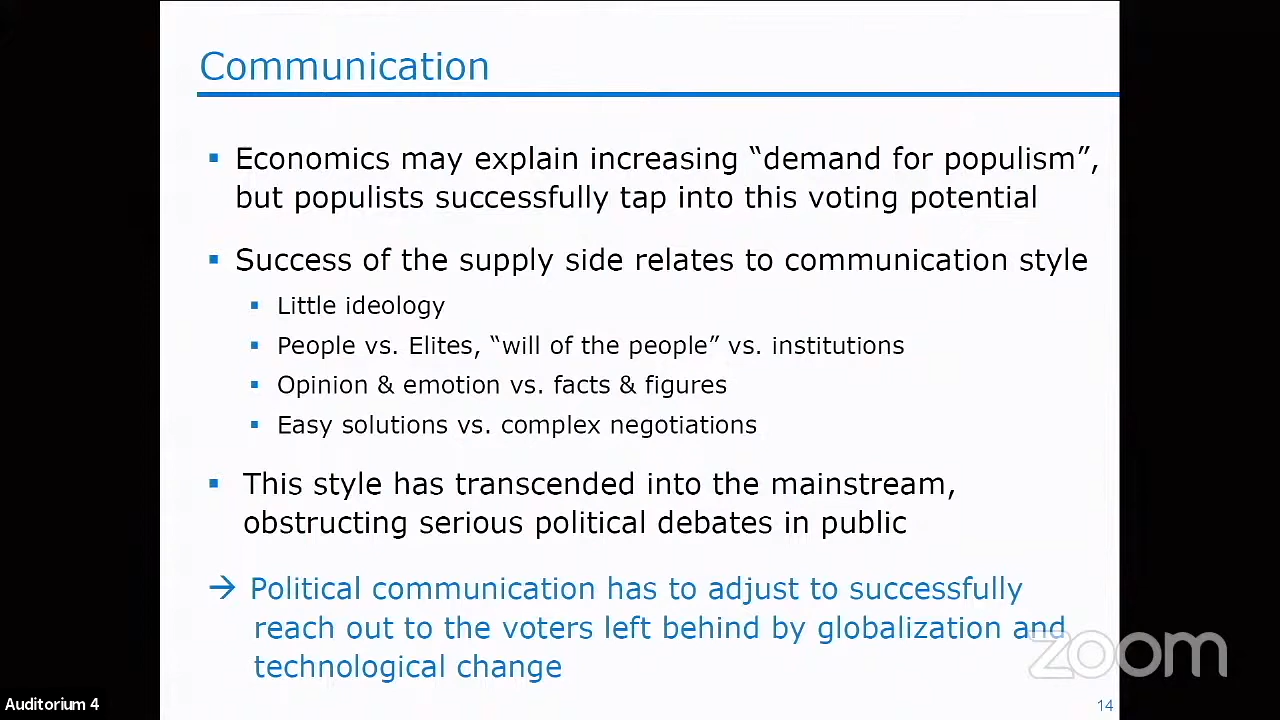 Communication
▪ Economics may explain increasing “demand for populism”,
but populists successfully tap into this voting potential
▪ Success of the supply side relates to communication style
▪ Little ideology
▪ People vs. Elites, “will of the people” vs. institutions
▪ Opinion & emotion vs. facts & figures
▪ Easy solutions vs. complex negotiations
▪ This style has transcended into the mainstream,
obstructing serious political debates in public
→ Political communication has to adjust to successfully
reach out to the voters left behind by globalization and
technological change
zoom
Auditorium 4
14